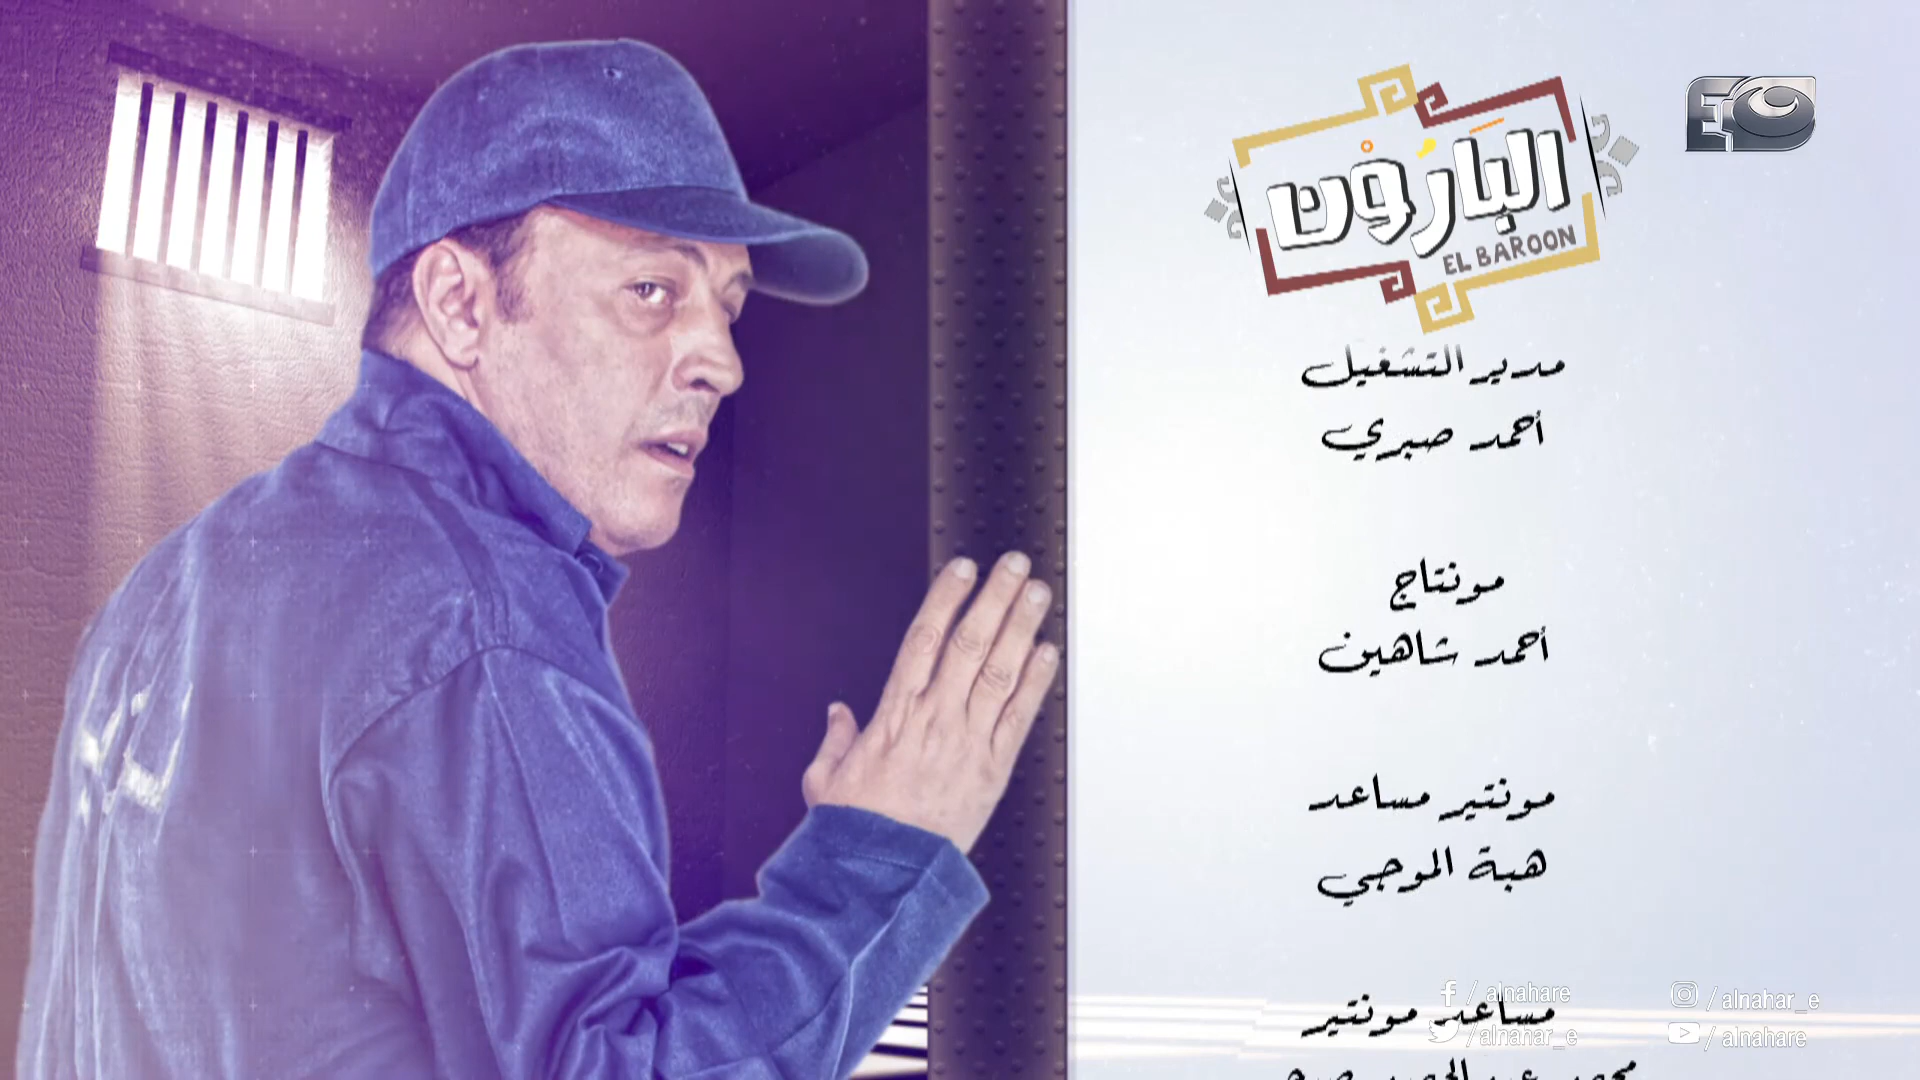 البارون
EL BAROON
مدير التشغيل
أحمد صبري
مونتاج
أحمد شاهين
مونتير مساعد
هبة الموجي
مساعد مونتير
/ alnahare
/ alnahar_e
/ alnahar_e
/ alnahare